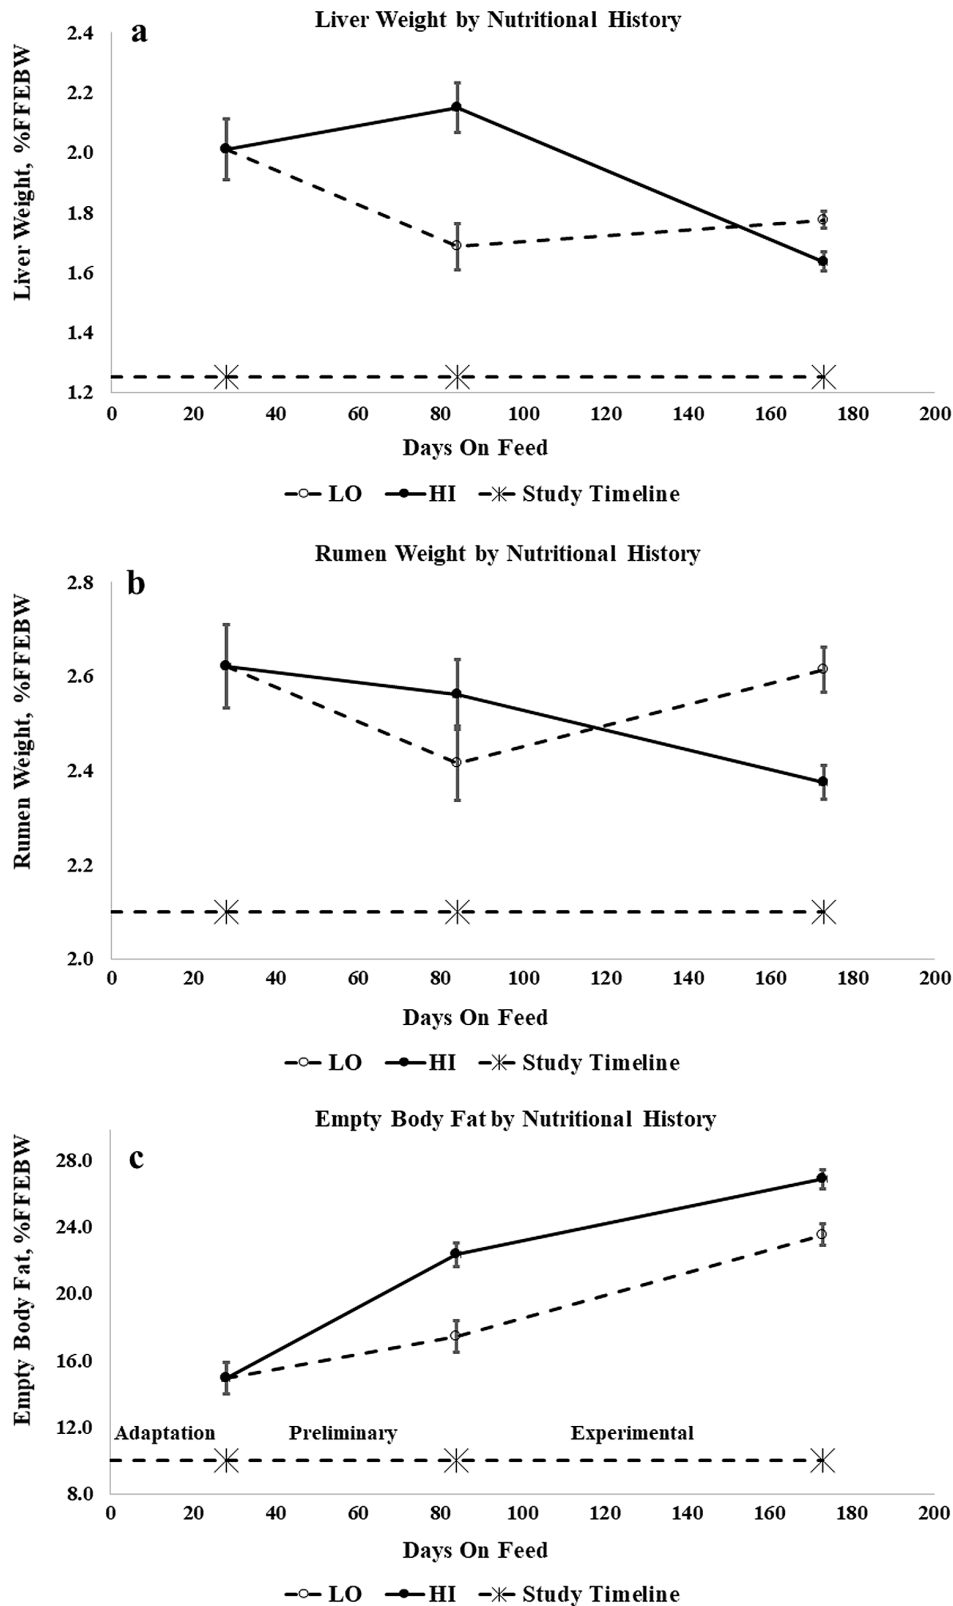 Liver Weight by Nutritional History
a
Liver Weight, %FFEBW
2.4
2.2
2.0
1.8
1.6
1.4
1.2
0 20 40 60 80 100 120 140 160 180 200
Days On Feed
LO HI Study Timeline
Rumen Weight by Nutritional History
b
Rumen Weight, %FFEBW
2.8
2.6
2.4
2.2
2.0
0 20 40 60 80 100 120 140 160 180 200
Days On Feed
LO HI Study Timeline
Empty Body Fat by Nutritional History
c
Empty Body Fat, %FFEBW
28.0
24.0
20.0
16.0
12.0
8.0
Adaptation Preliminary Experimental
0 20 40 60 80 100 120 140 160 180 200
Days On Feed
LO HI Study Timeline